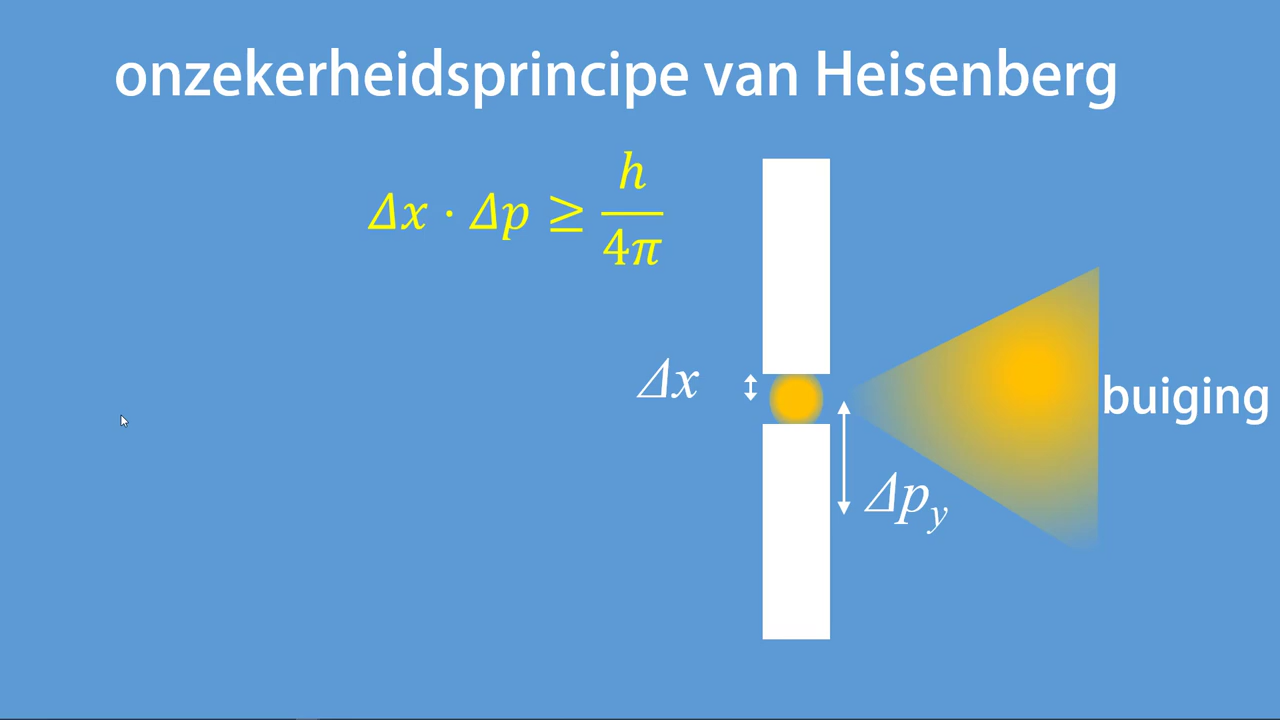 onzekerheidsprincipe van Heisenberg
Δx · Δp ≥ h/4π
Δx
buiging
Δp_y